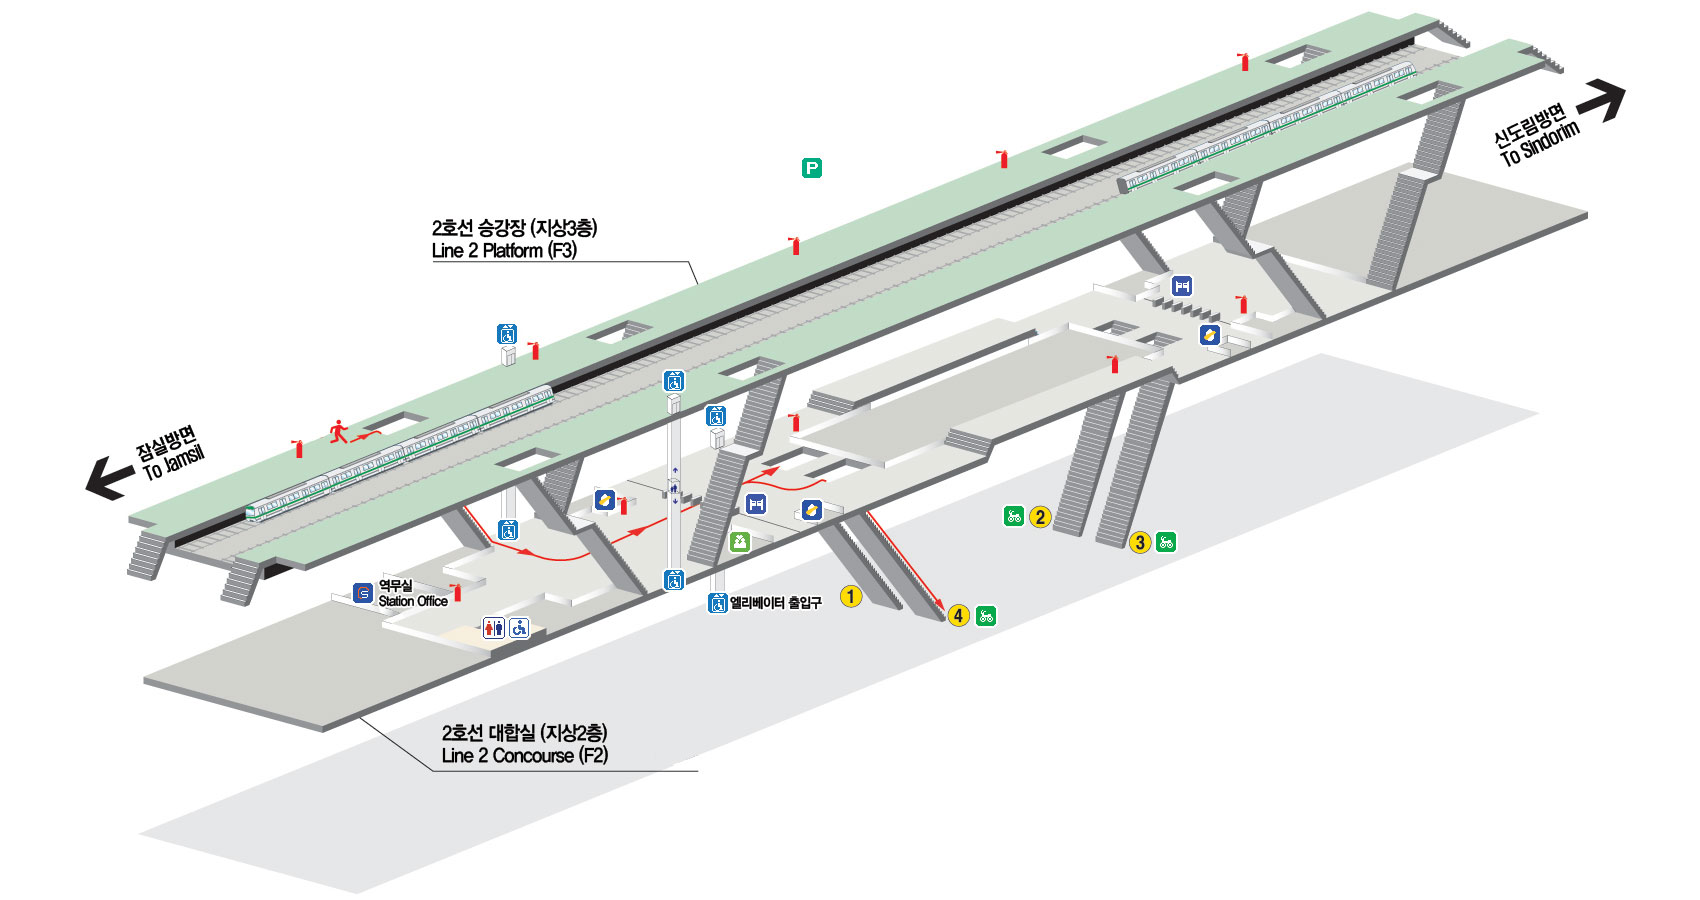 P
신도림방면
To Sindorim
2호선 승강장 (지상3층)
Line 2 Platform (F3)
잠실방면
To Jamsil
역무실
Station Office
엘리베이터 출입구
1
2
3
4
2호선 대합실 (지상2층)
Line 2 Concourse (F2)